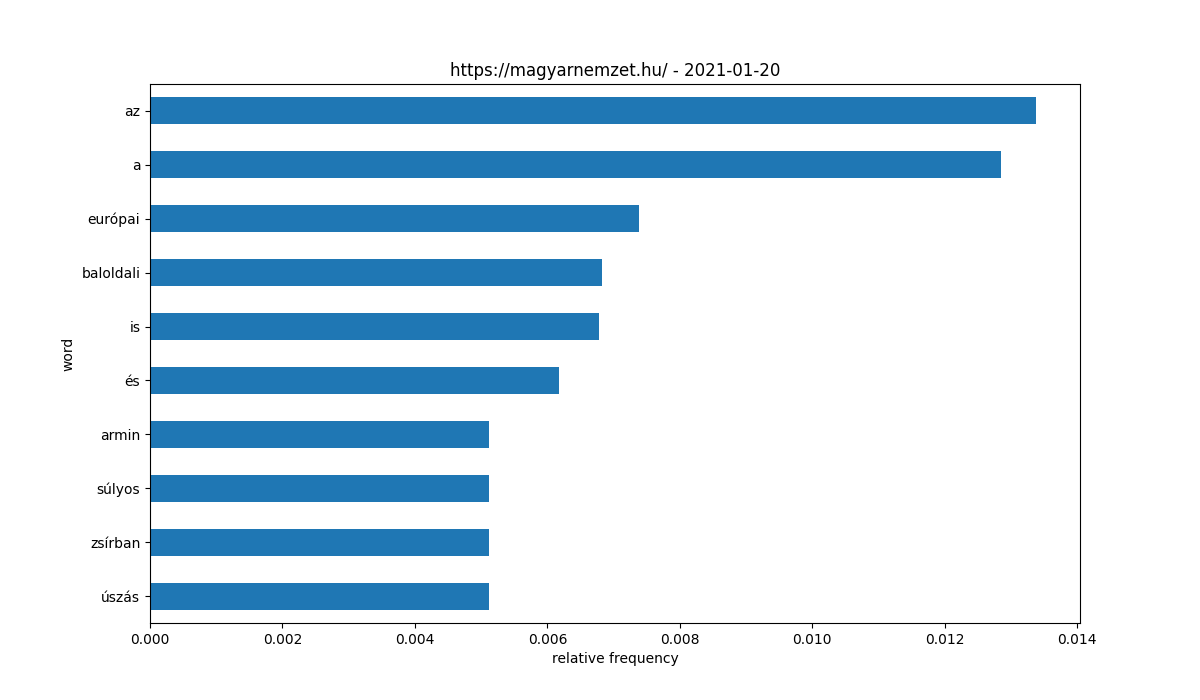 https://magyarnemzet.hu/ - 2021-01-20
az
a
európai
baloldali
is
és
armin
súlyos
zsírban
úszás
word
0.000 0.002 0.004 0.006 0.008 0.010 0.012 0.014
relative frequency